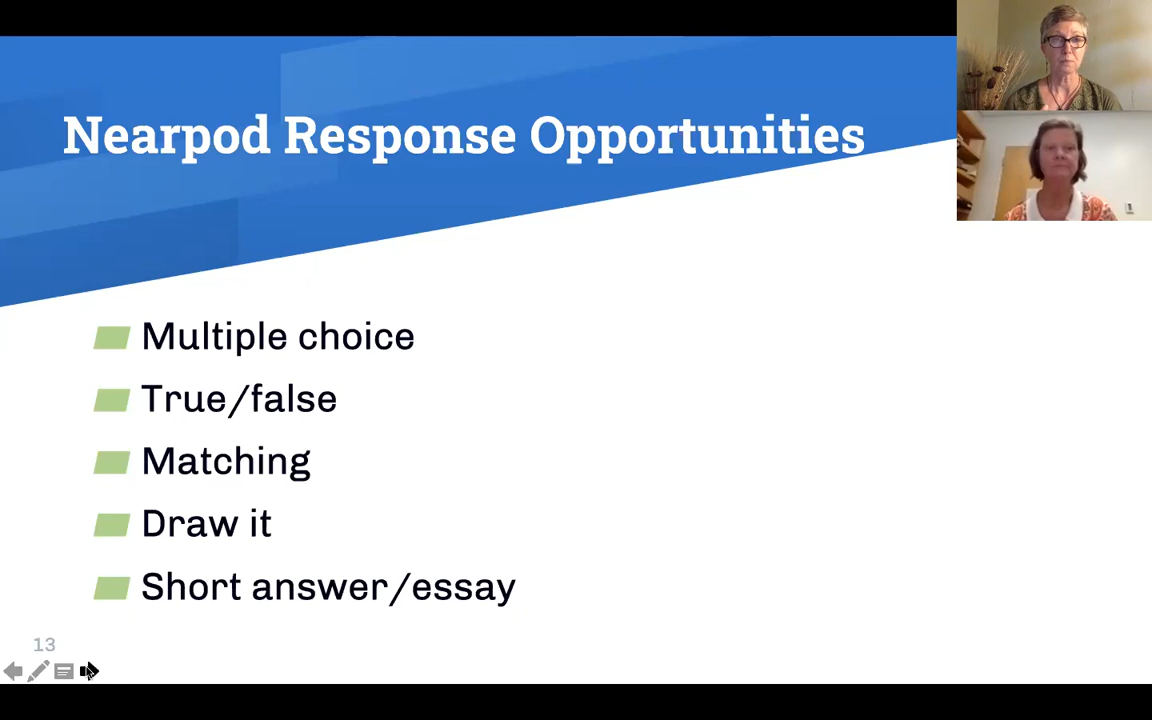 Nearpod Response Opportunities
Multiple choice
True/false
Matching
Draw it
Short answer/essay
13